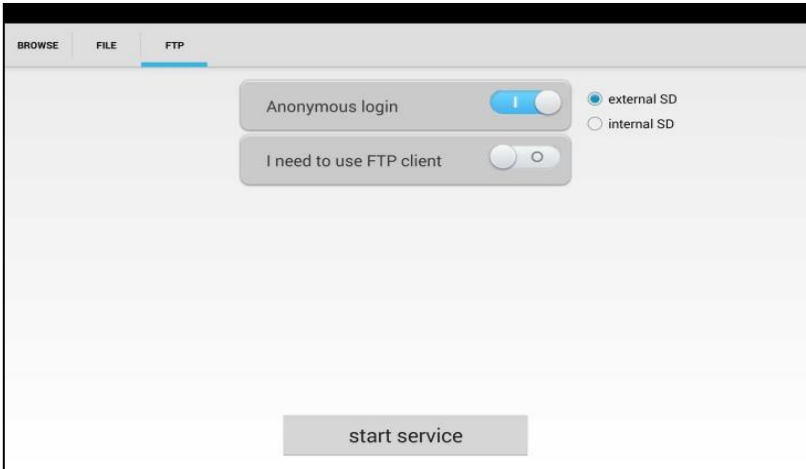 BROWSE FILE FTP
Anonymous login
external SD
internal SD
I need to use FTP client
start service